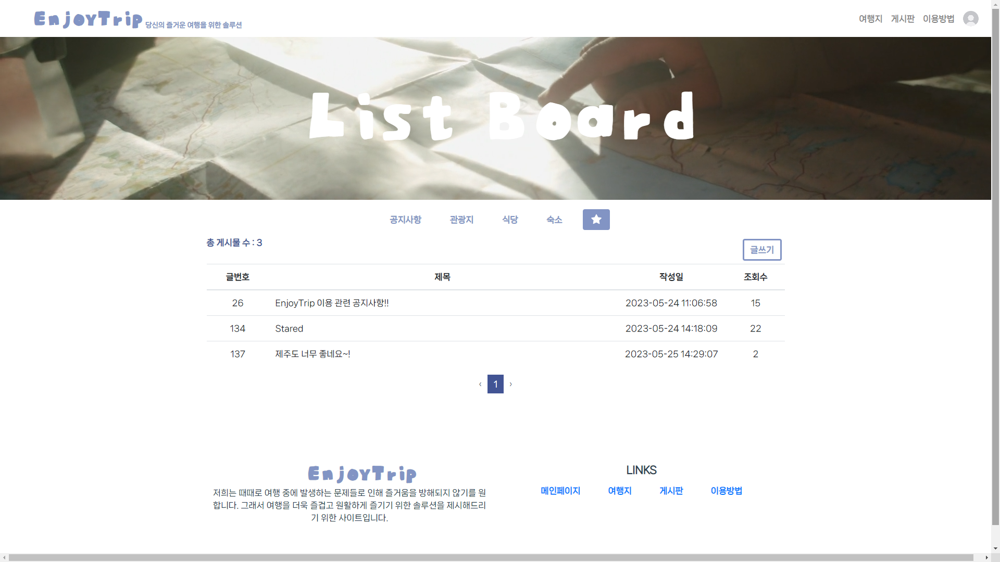 EnjoyTrip 당신의 즐거운 여행을 위한 솔루션
여행지 게시판 이용방법
List Board
공지사항 관광지 식당 숙소
총 게시물 수 : 3
글쓰기
글번호 제목 작성일 조회수
26 EnjoyTrip 이용 관련 공지사항!! 2023-05-24 11:06:58 15
134 Stared 2023-05-24 14:18:09 22
137 제주도 너무 좋네요~! 2023-05-25 14:29:07 2
‹ 1 ›
EnjoyTrip
저희는 때때로 여행 중에 발생하는 문제들로 인해 즐거움을 방해되지 않기를 원
합니다. 그래서 여행을 더욱 즐겁고 원활하게 즐기기 위한 솔루션을 제시해드리
기 위한 사이트입니다.
LINKS
메인페이지 여행지 게시판 이용방법